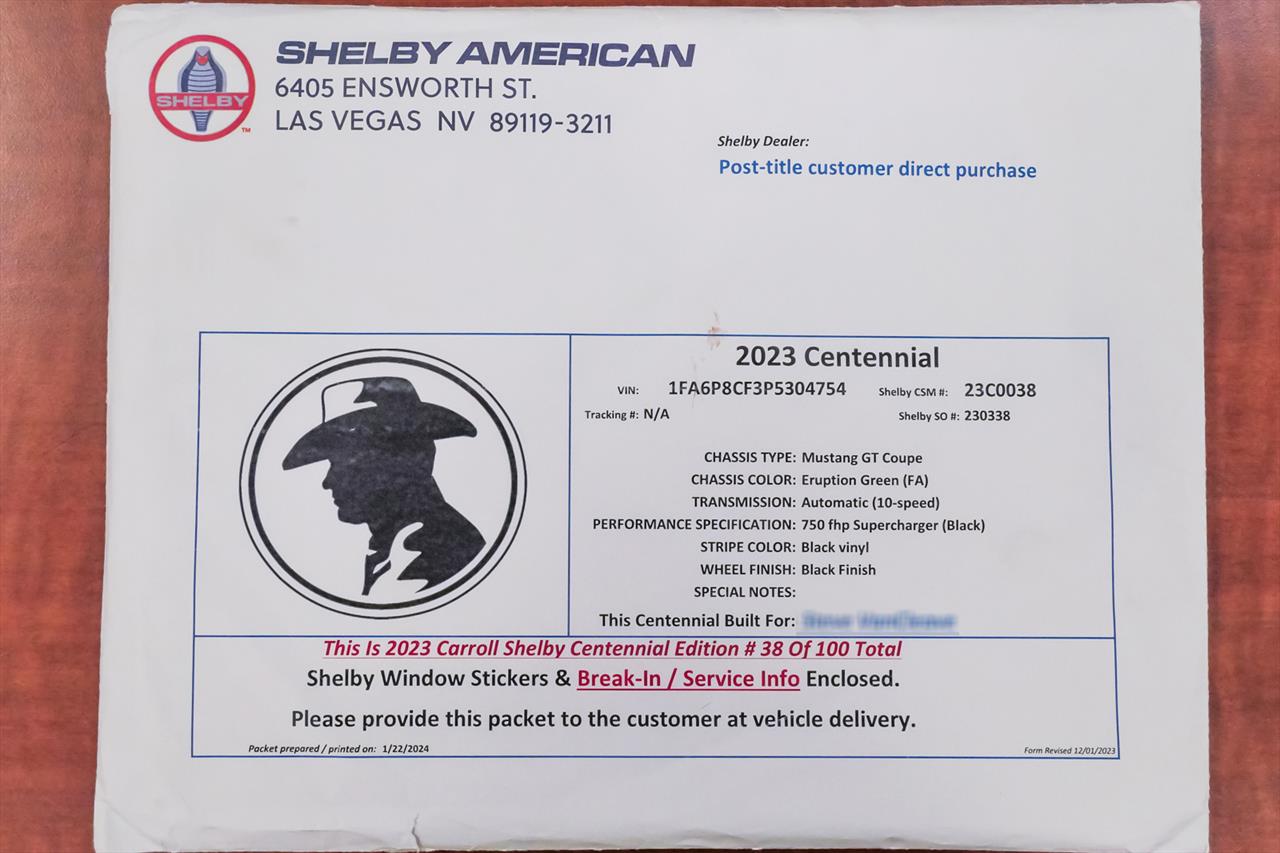 SHELBY
™
SHELBY AMERICAN
6405 ENSWORTH ST.
LAS VEGAS NV 89119-3211
Shelby Dealer:
Post-title customer direct purchase
2023 Centennial
VIN: 1FA6P8CF3P5304754 Shelby CSM #: 23C0038
Tracking #: N/A Shelby SO #: 230338
CHASSIS TYPE: Mustang GT Coupe
CHASSIS COLOR: Eruption Green (FA)
TRANSMISSION: Automatic (10-speed)
PERFORMANCE SPECIFICATION: 750 fhp Supercharger (Black)
STRIPE COLOR: Black vinyl
WHEEL FINISH: Black Finish
SPECIAL NOTES:
This Centennial Built For:
This Is 2023 Carroll Shelby Centennial Edition # 38 Of 100 Total
Shelby Window Stickers & Break-In / Service Info Enclosed.
Please provide this packet to the customer at vehicle delivery.
Packet prepared / printed on: 1/22/2024 Form Revised 12/01/2023